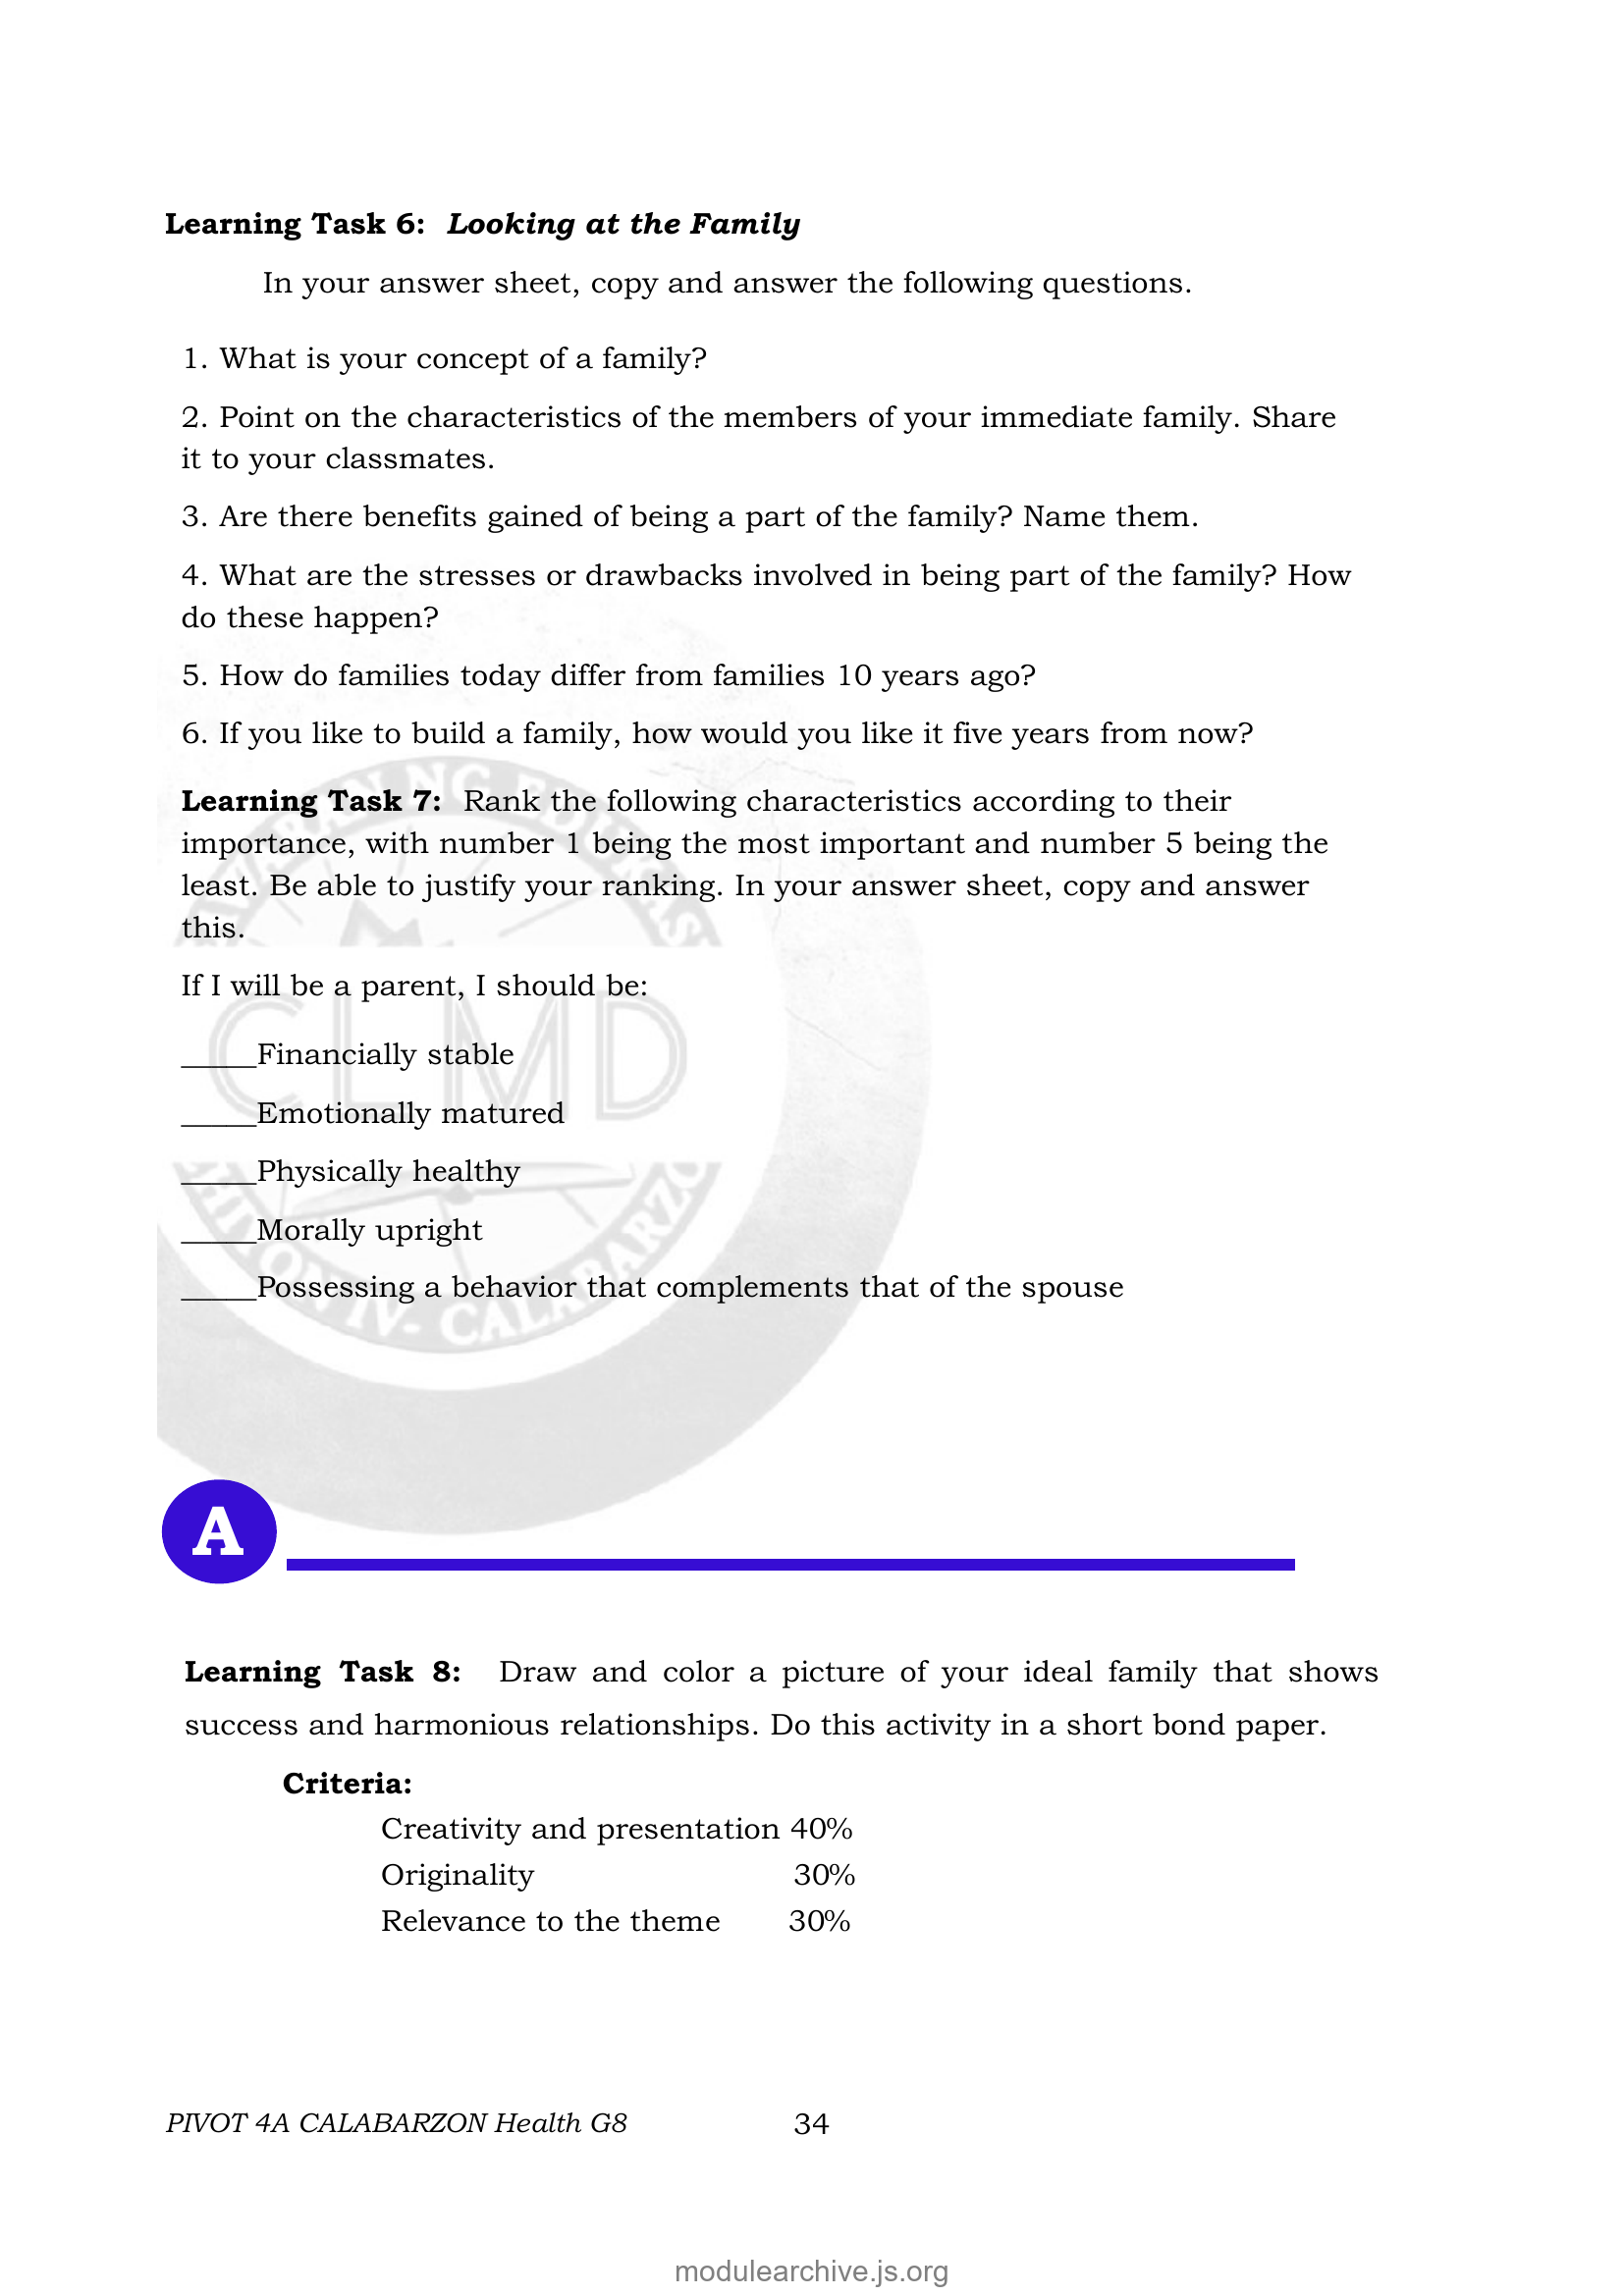 Learning Task 6: Looking at the Family
In your answer sheet, copy and answer the following questions.
1. What is your concept of a family?
2. Point on the characteristics of the members of your immediate family. Share
it to your classmates.
3. Are there benefits gained of being a part of the family? Name them.
4. What are the stresses or drawbacks involved in being part of the family? How
do these happen?
5. How do families today differ from families 10 years ago?
6. If you like to build a family, how would you like it five years from now?
Learning Task 7: Rank the following characteristics according to their
importance, with number 1 being the most important and number 5 being the
least. Be able to justify your ranking. In your answer sheet, copy and answer
this.
If I will be a parent, I should be:
CLMD
_____Financially stable
_____Emotionally matured
_____Physically healthy
_____Morally upright
_____Possessing a behavior that complements that of the spouse
IV- CALABARZO
A
Learning Task 8: Draw and color a picture of your ideal family that shows
success and harmonious relationships. Do this activity in a short bond paper.
Criteria:
Creativity and presentation 40%
Originality 30%
Relevance to the theme 30%
PIVOT 4A CALABARZON Health G8 34
modulearchive.js.org